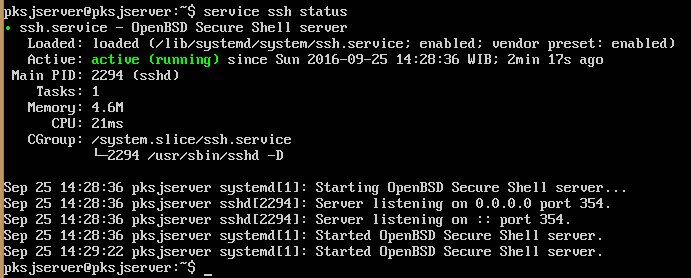 pksjserver@pksjserver:~$ service ssh status
• ssh.service - OpenBSD Secure Shell server
Loaded: loaded (/lib/systemd/system/ssh.service; enabled; vendor preset: enabled)
Active: active (running) since Sun 2016-09-25 14:28:36 WIB; 2min 17s ago
Main PID: 2294 (sshd)
Tasks: 1
Memory: 4.6M
CPU: 21ms
CGroup: /system.slice/ssh.service
└─2294 /usr/sbin/sshd -D
Sep 25 14:28:36 pksjserver systemd[1]: Starting OpenBSD Secure Shell server...
Sep 25 14:28:36 pksjserver sshd[2294]: Server listening on 0.0.0.0 port 354.
Sep 25 14:28:36 pksjserver sshd[2294]: Server listening on :: port 354.
Sep 25 14:28:36 pksjserver systemd[1]: Started OpenBSD Secure Shell server.
Sep 25 14:29:22 pksjserver systemd[1]: Started OpenBSD Secure Shell server.
pksjserver@pksjserver:~$ _